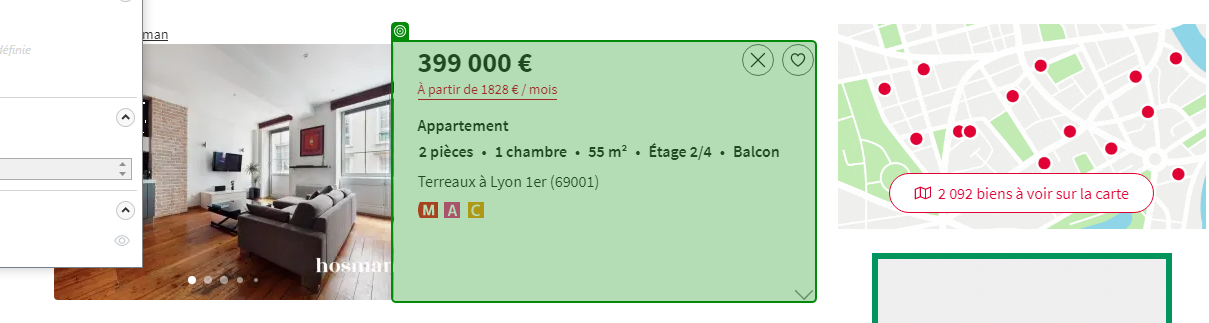 man
définie
399 000 €
À partir de 1828 € / mois
Appartement
2 pièces • 1 chambre • 55 m² • Étage 2/4 • Balcon
Terreaux à Lyon 1er (69001)
M A C
hosman
2 092 biens à voir sur la carte